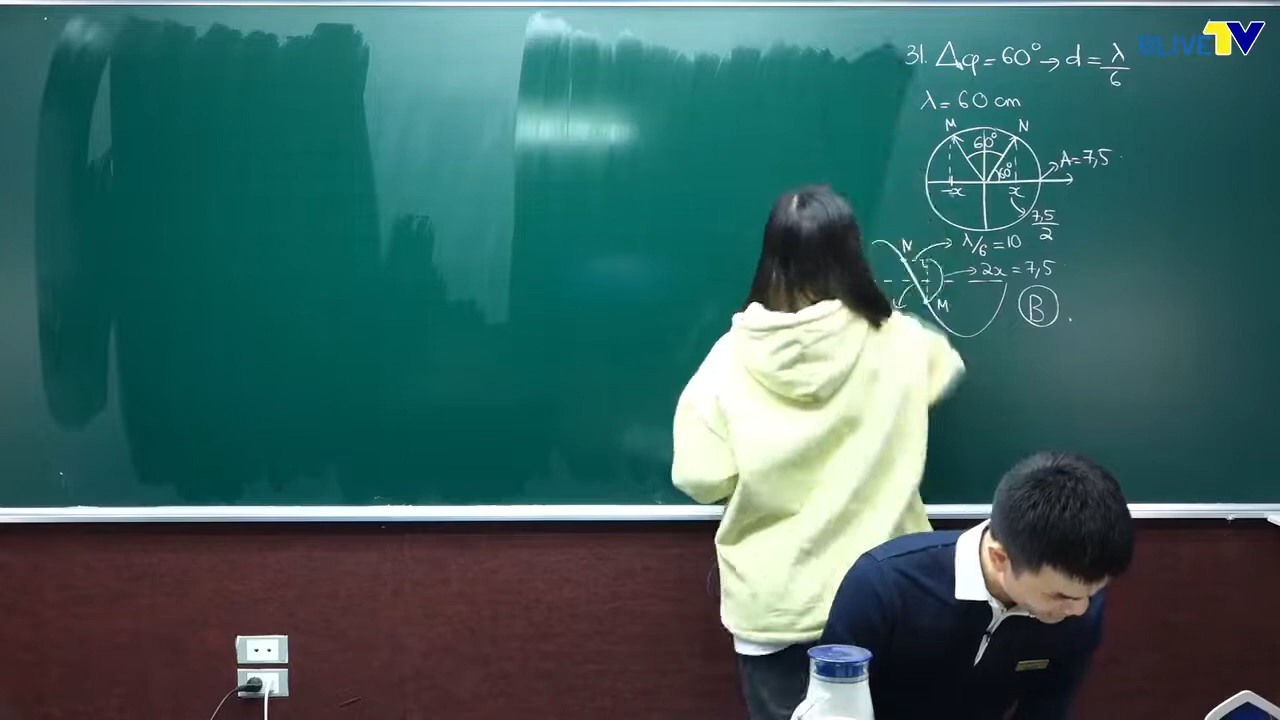 BLIVE TV
31. Δφ = 60° → d = λ/6
λ = 60 cm
M N
60°
60°
A = 7,5
-x x
7,5/2
N λ/6 = 10
2x = 7,5
M
B